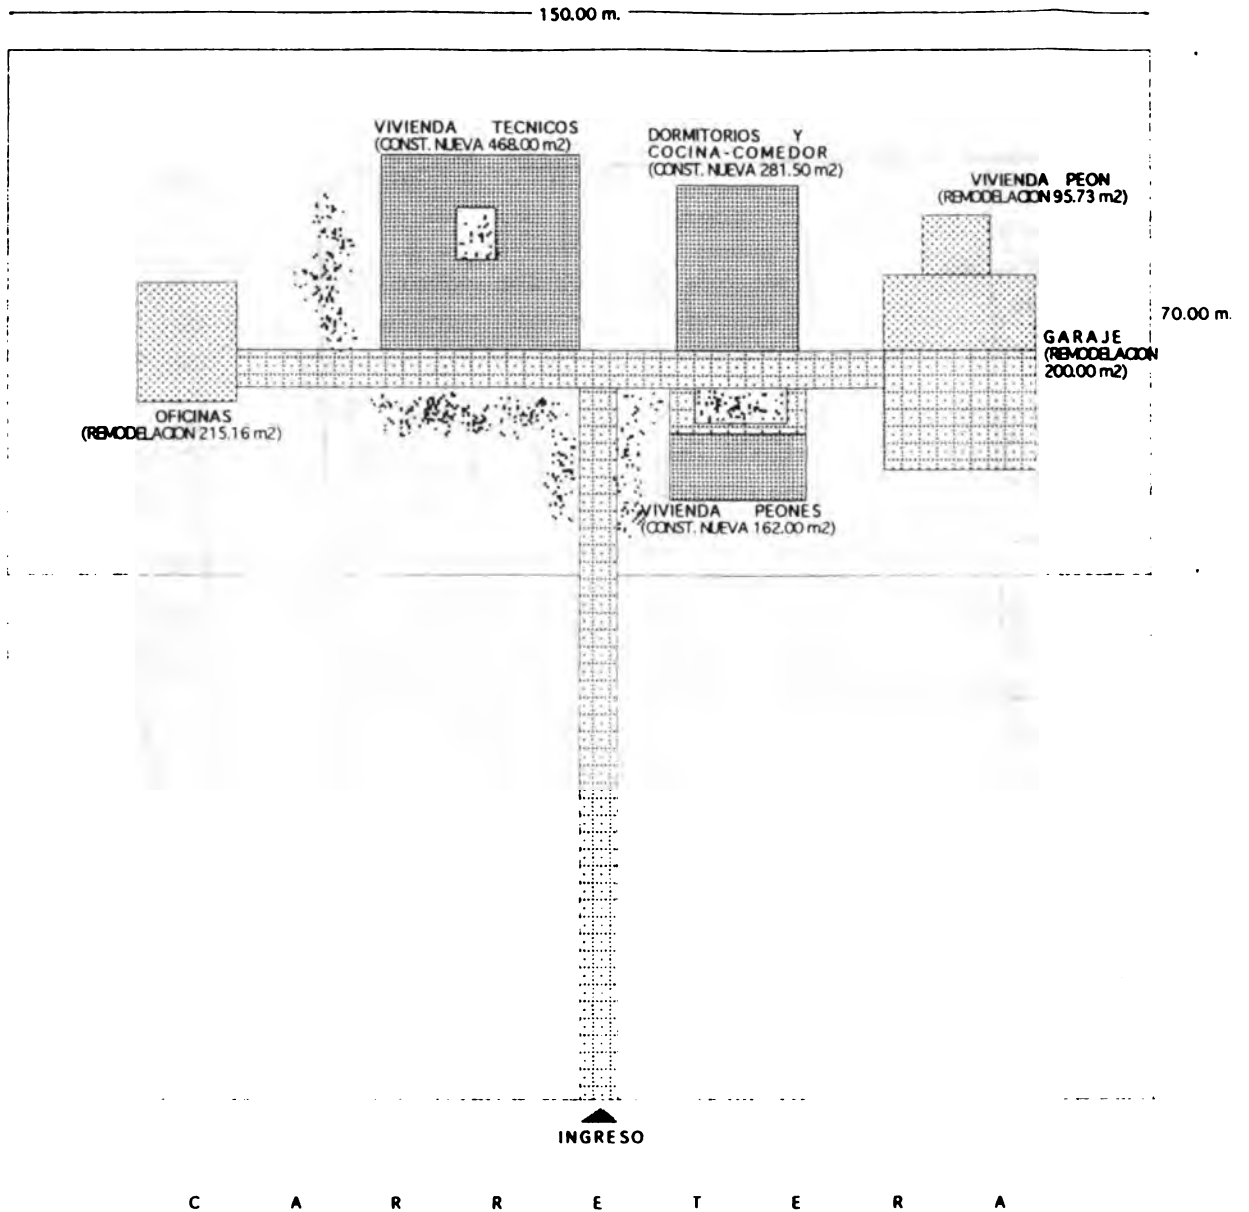 150.00 m.
VIVIENDA TECNICOS
(CONST. NUEVA 468.00 m2)
DORMITORIOS Y
COCINA-COMEDOR
(CONST. NUEVA 281.50 m2)
VIVIENDA PEON
(REMODELACION 95.73 m2)
70.00 m.
GARAJE
(REMODELACION
200.00 m2)
OFICINAS
(REMODELACION 215.16 m2)
VIVIENDA PEONES
(CONST. NUEVA 162.00 m2)
INGRESO
C A R R E T E R A